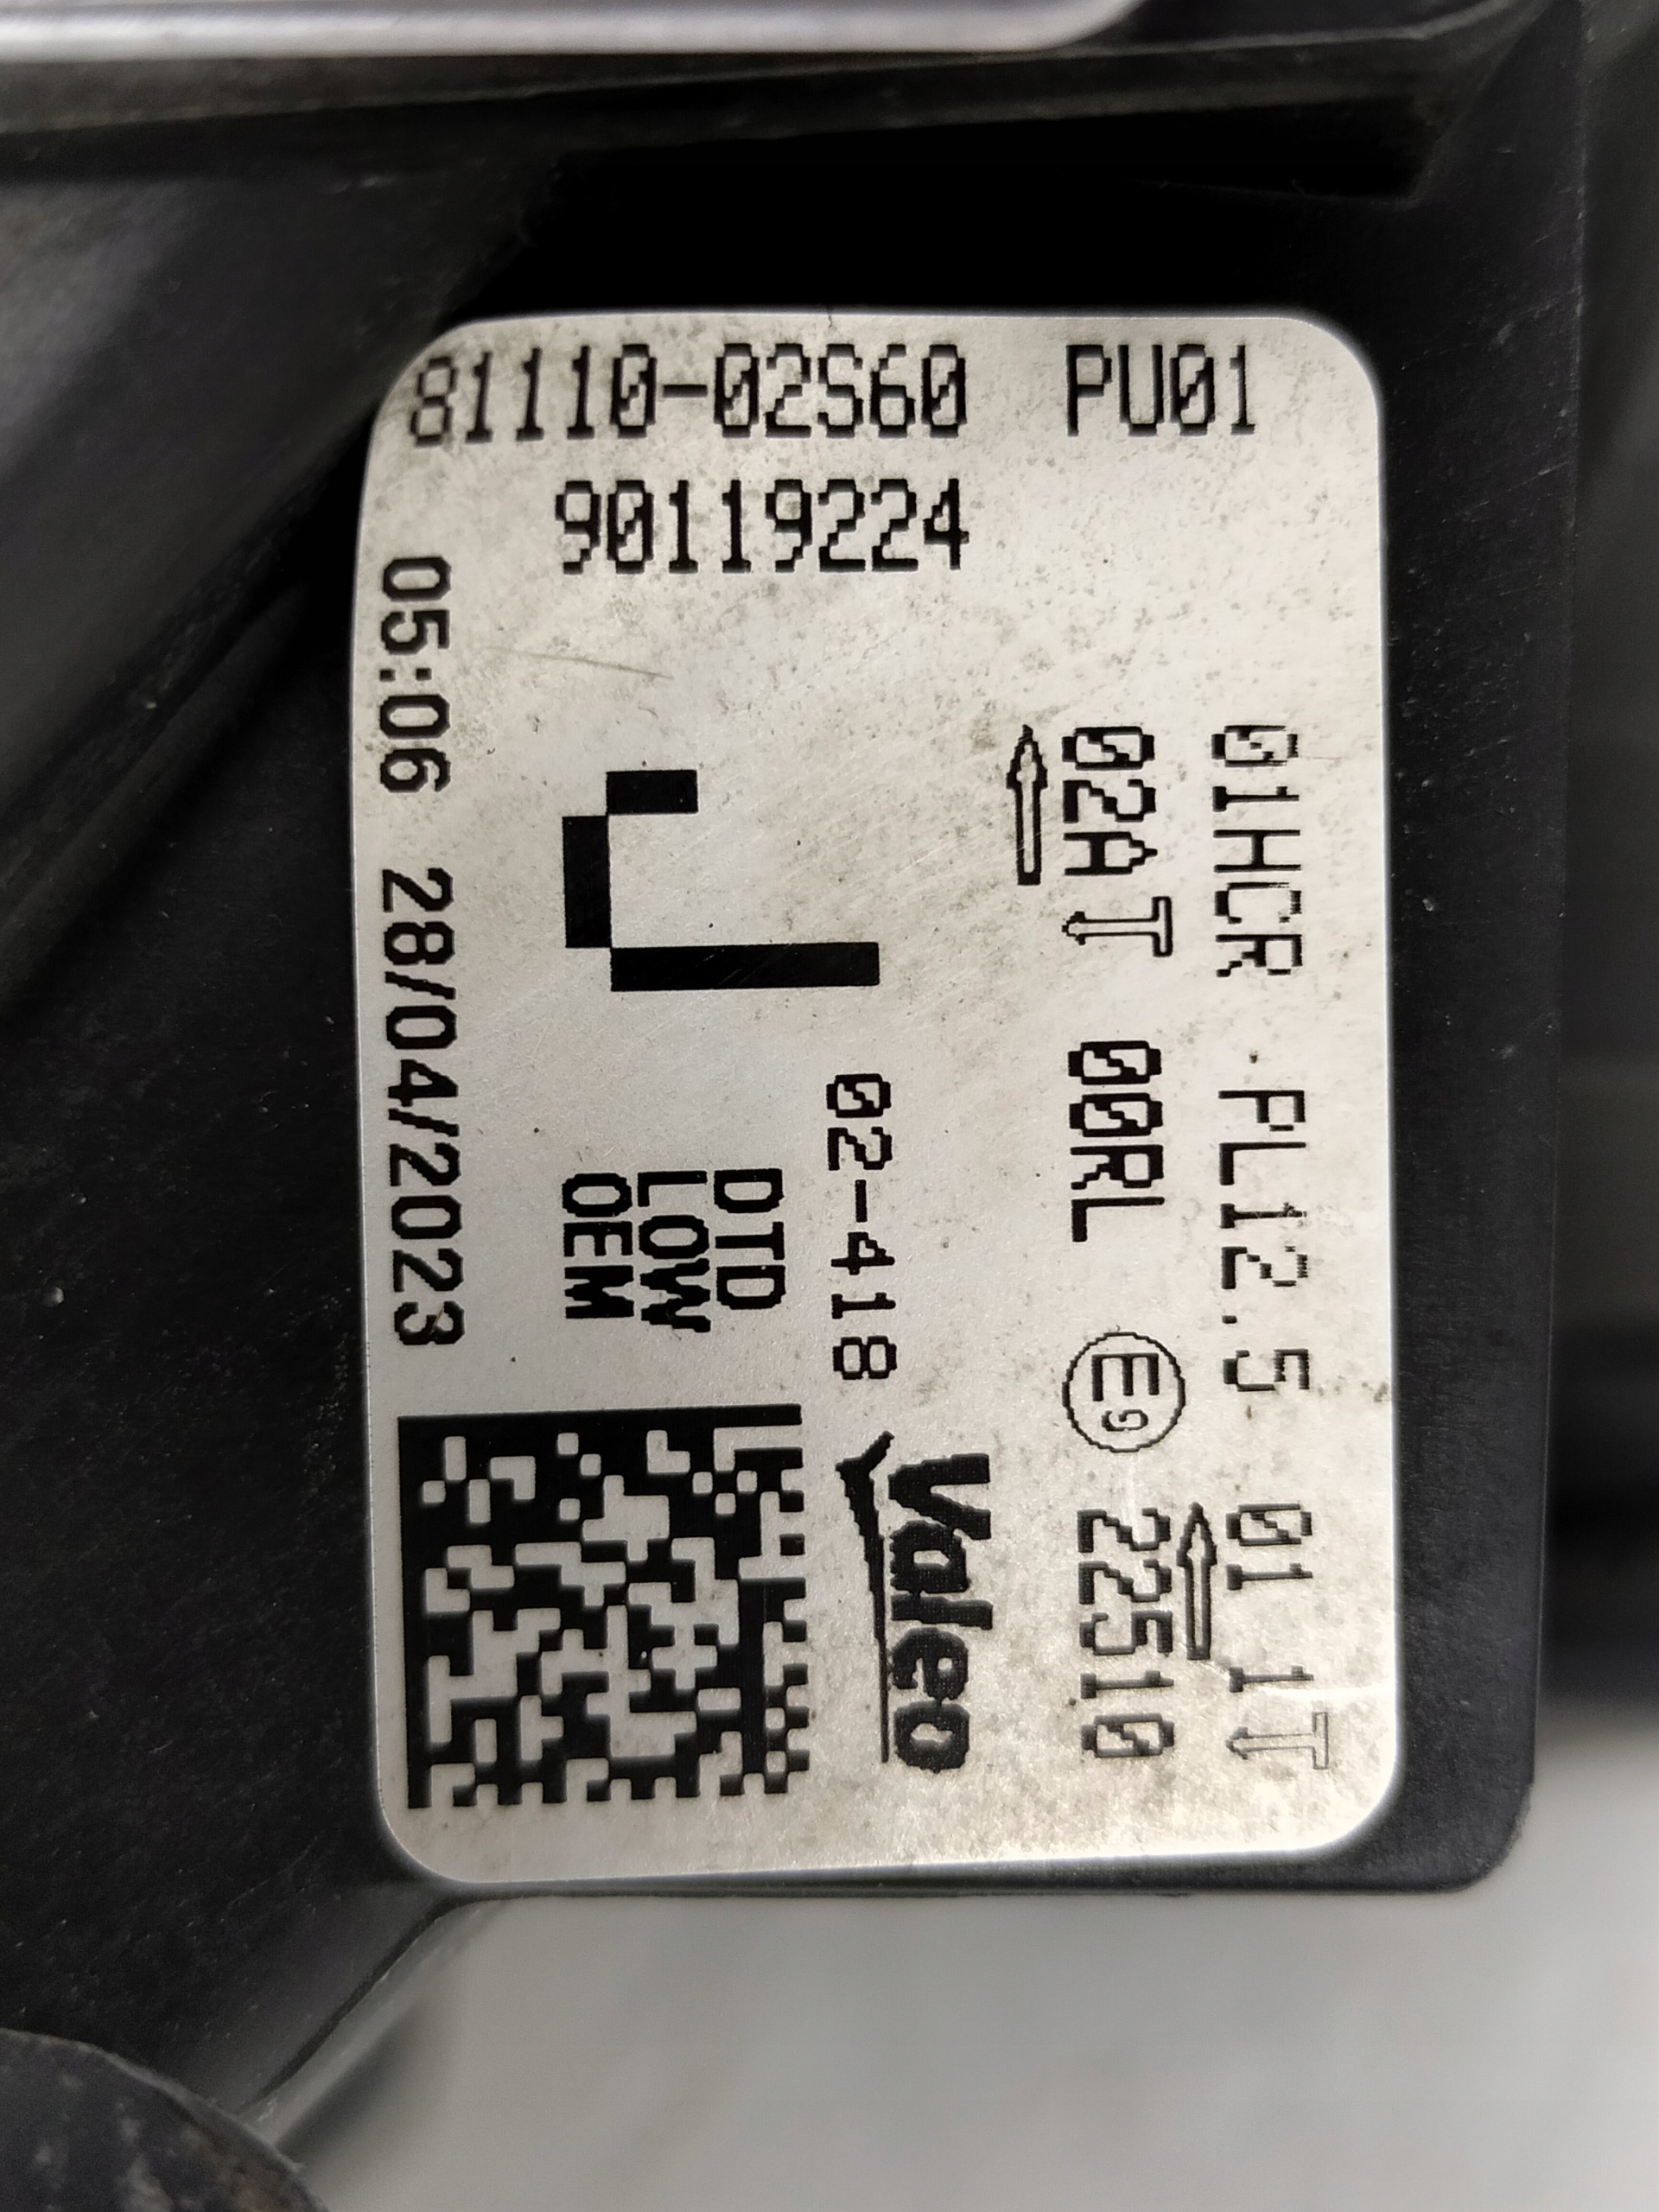 81110-02S60 PU01
90119224
01HCR PL12.5 01 1
02A 00RL E9 22510
02-418 Valeo
J
DTD
LOW
OEM
05:06 28/04/2023